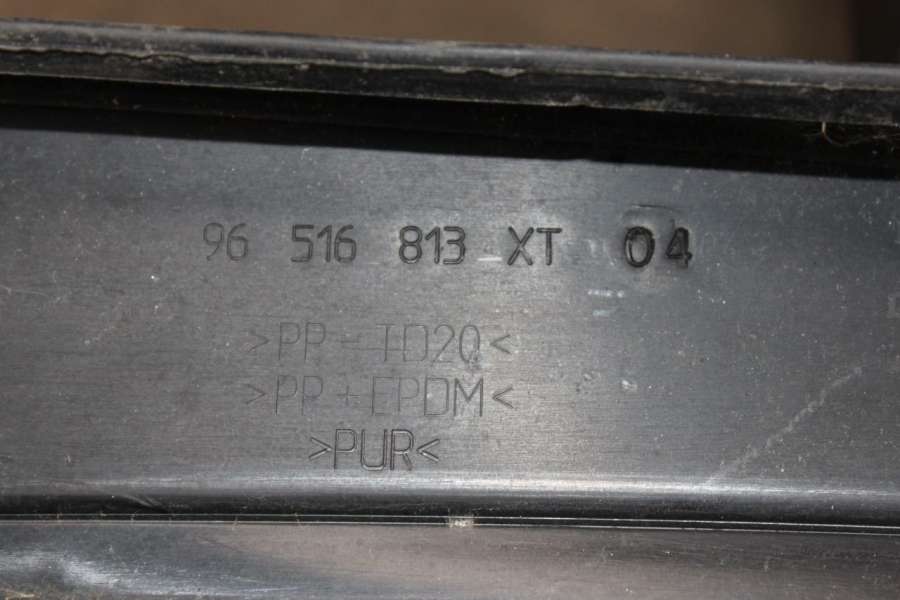 96 516 813 XT 04
>PP-TD20<
>PP+EPDM<
>PUR<